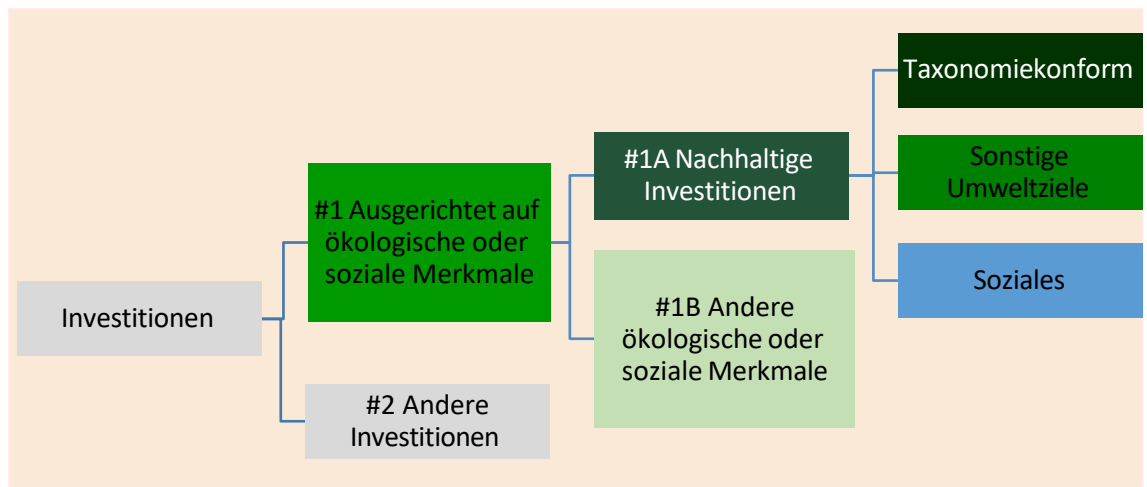 Investitionen
#1 Ausgerichtet auf
ökologische oder
soziale Merkmale
#2 Andere
Investitionen
#1A Nachhaltige
Investitionen
#1B Andere
ökologische oder
soziale Merkmale
Taxonomiekonform
Sonstige
Umweltziele
Soziales